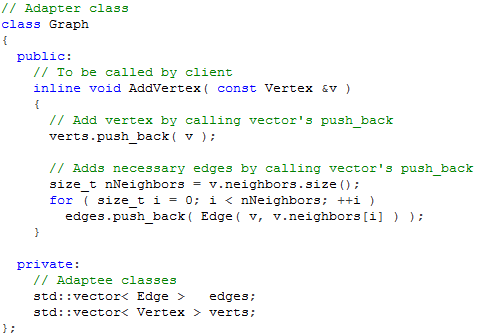 // Adapter class
class Graph
{
  public:
    // To be called by client
    inline void AddVertex( const Vertex &v )
    {
      // Add vertex by calling vector's push_back
      verts.push_back( v );

      // Adds necessary edges by calling vector's push_back
      size_t nNeighbors = v.neighbors.size();
      for ( size_t i = 0; i < nNeighbors; ++i )
        edges.push_back( Edge( v, v.neighbors[i] ) );
    }

  private:
    // Adaptee classes
    std::vector< Edge >   edges;
    std::vector< Vertex > verts;
};